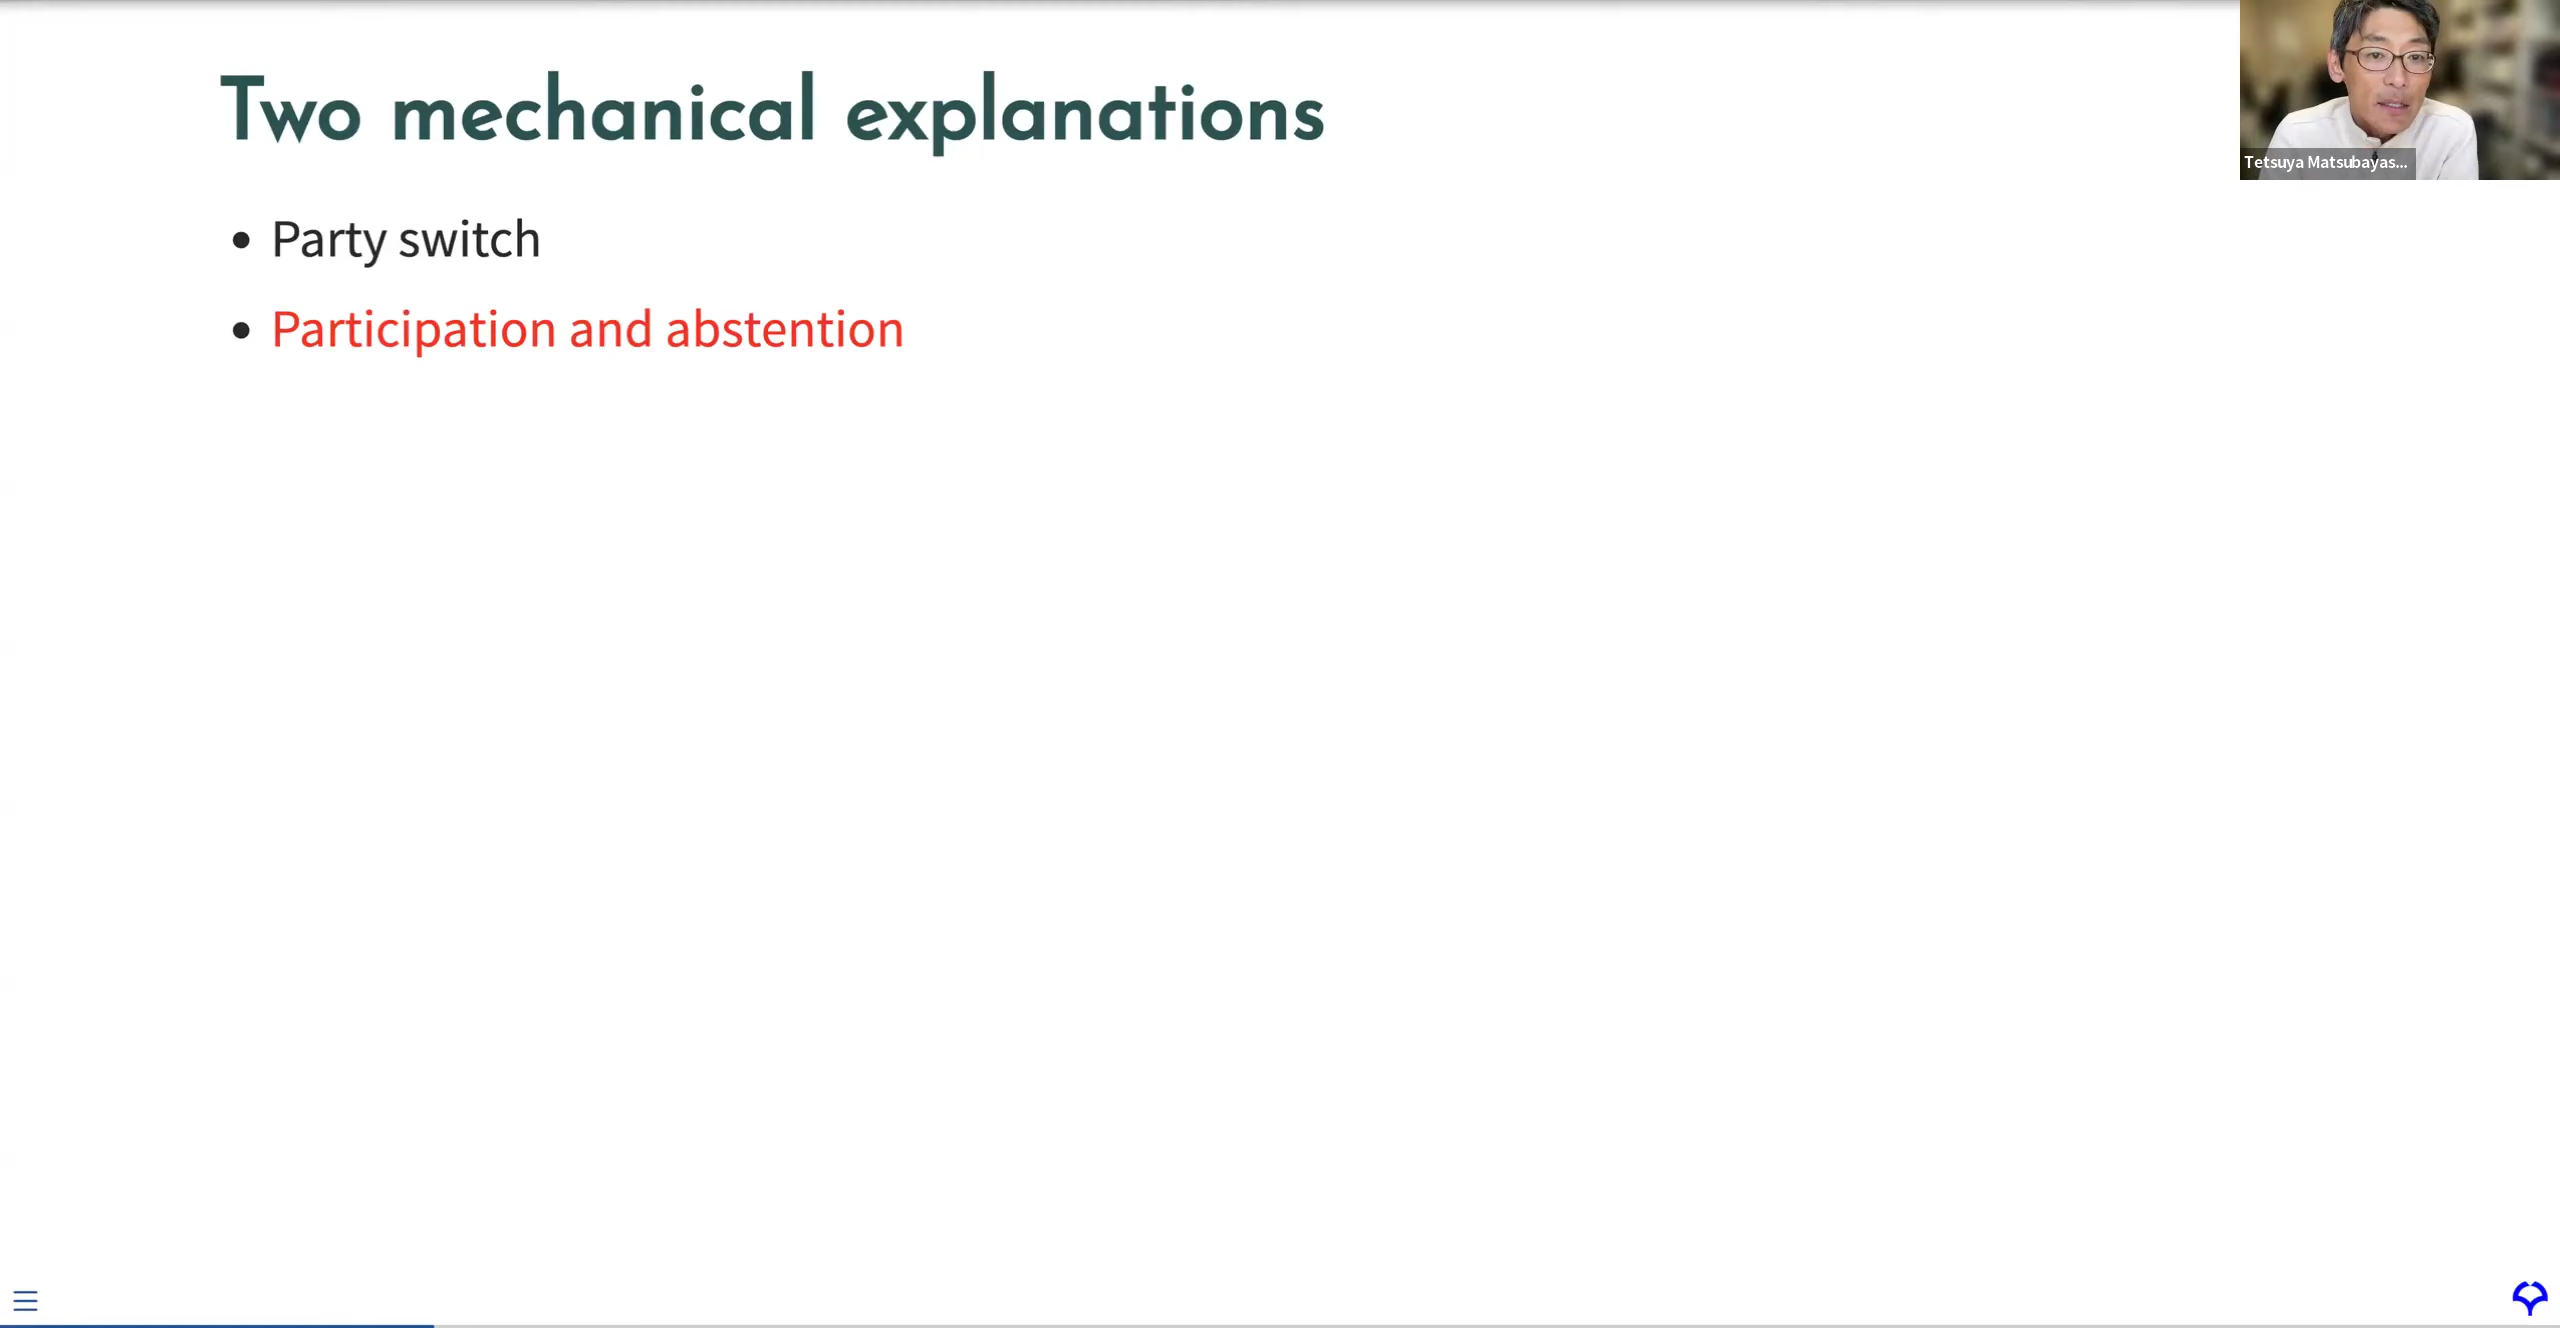 Two mechanical explanations
Tetsuya Matsubayas...
• Party switch
• Participation and abstention